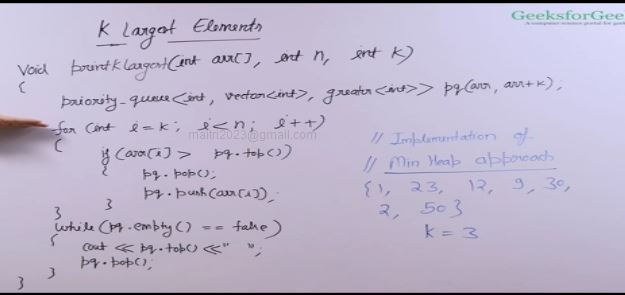 K Largest Elements
GeeksforGee
A computer science portal for geek
void printkLargest(int arr[], int n, int k)
{
priority_queue<int, vector<int>, greater<int>> pq(arr, arr+k);
for (int i=k; i<n; i++)
mailn2023@gmail.com
{
if (arr[i] > pq.top())
{
pq.pop();
pq.push(arr[i]);
}
}
while (pq.empty() == false)
{
cout << pq.top() << " ";
pq.pop();
}
}
// Implementation of
// Min Heap approach
{1, 23, 12, 9, 30,
2, 50}
k = 3